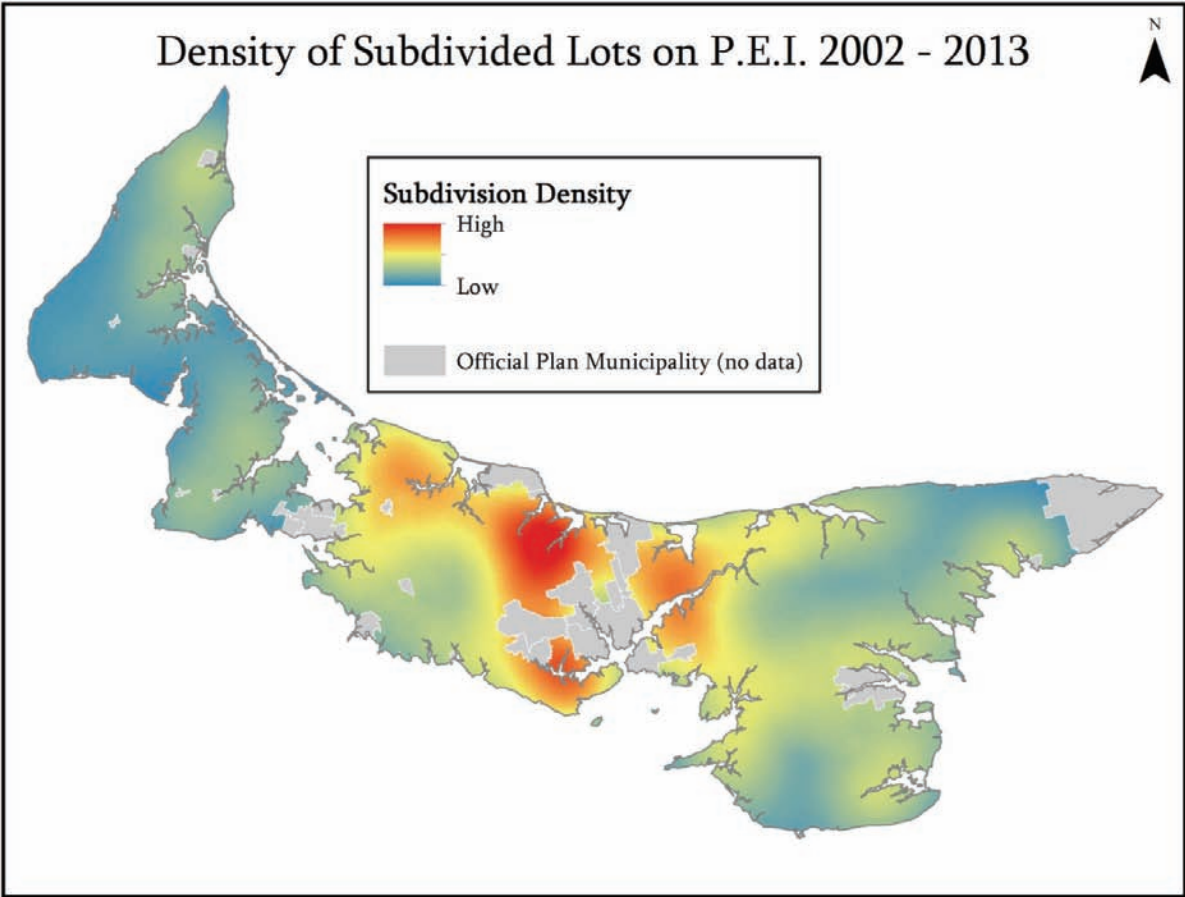 N
Density of Subdivided Lots on P.E.I. 2002 - 2013
Subdivision Density
High
Low
Official Plan Municipality (no data)